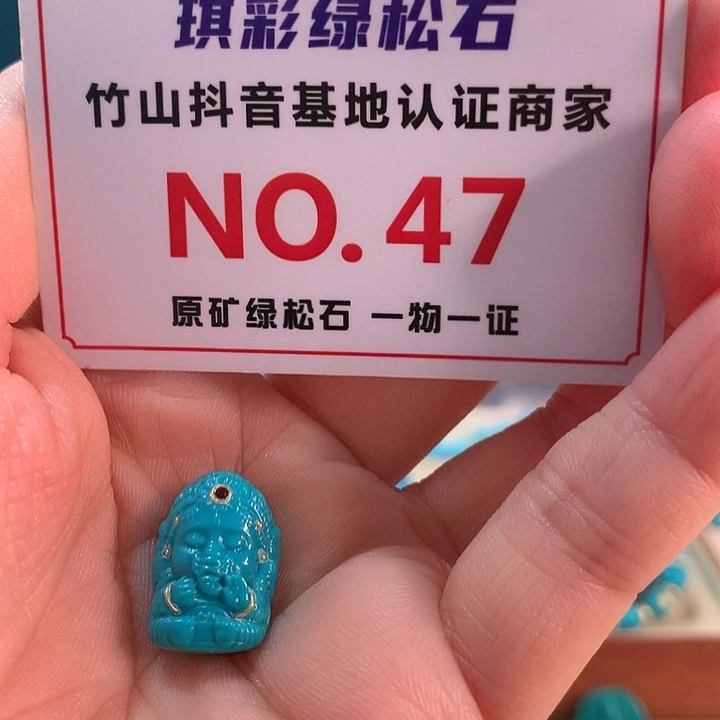 琪彩绿松石
竹山抖音基地认证商家
NO.47
原矿绿松石 一物一证